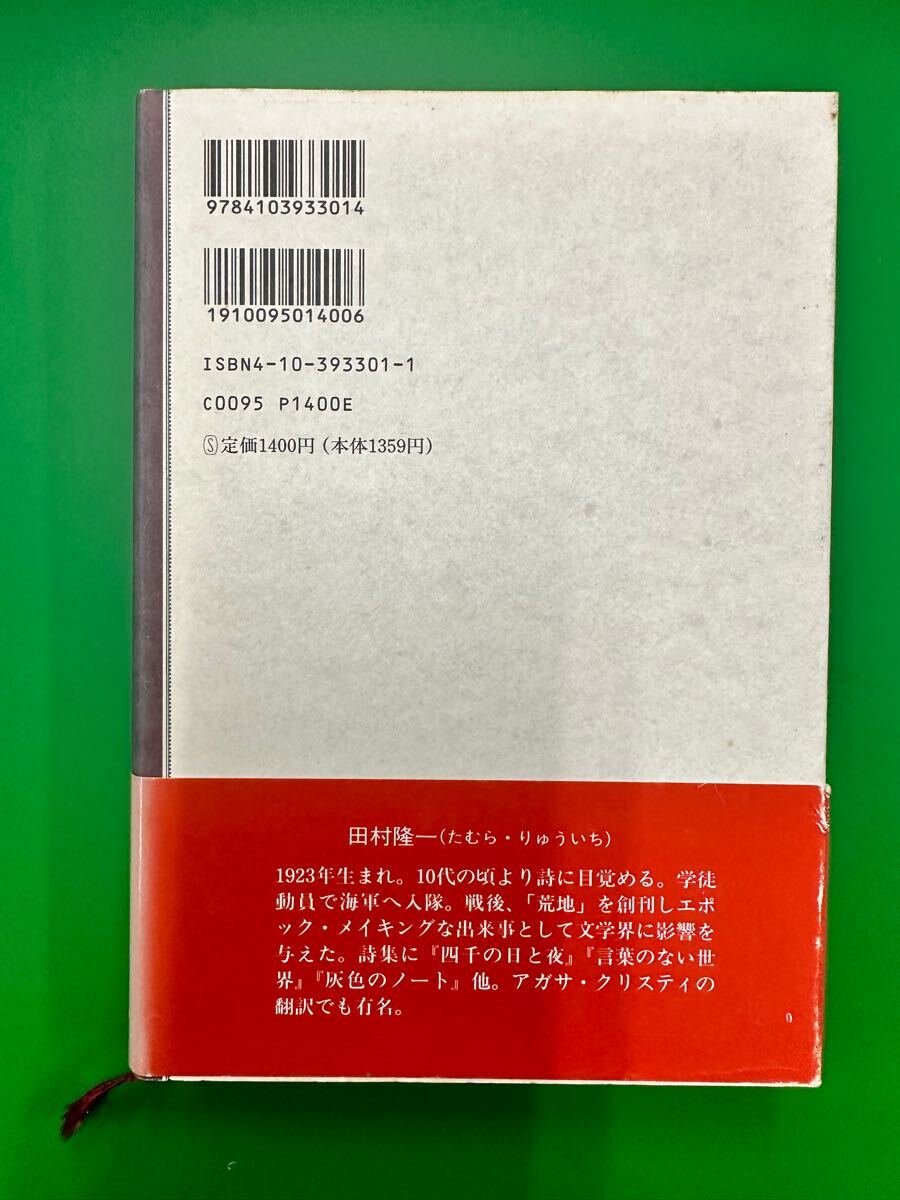 9784103933014
1910095014006
ISBN4-10-393301-1
C0095 P1400E
Ⓢ定価1400円(本体1359円)
田村隆一(たむら・りゅういち)
1923年生まれ。10代の頃より詩に目覚める。学徒
動員で海軍へ入隊。戦後、「荒地」を創刊しエポ
ック・メイキングな出来事として文学界に影響を
与えた。詩集に『四千の日と夜』『言葉のない世
界』『灰色のノート』他。アガサ・クリスティの
翻訳でも有名。
0